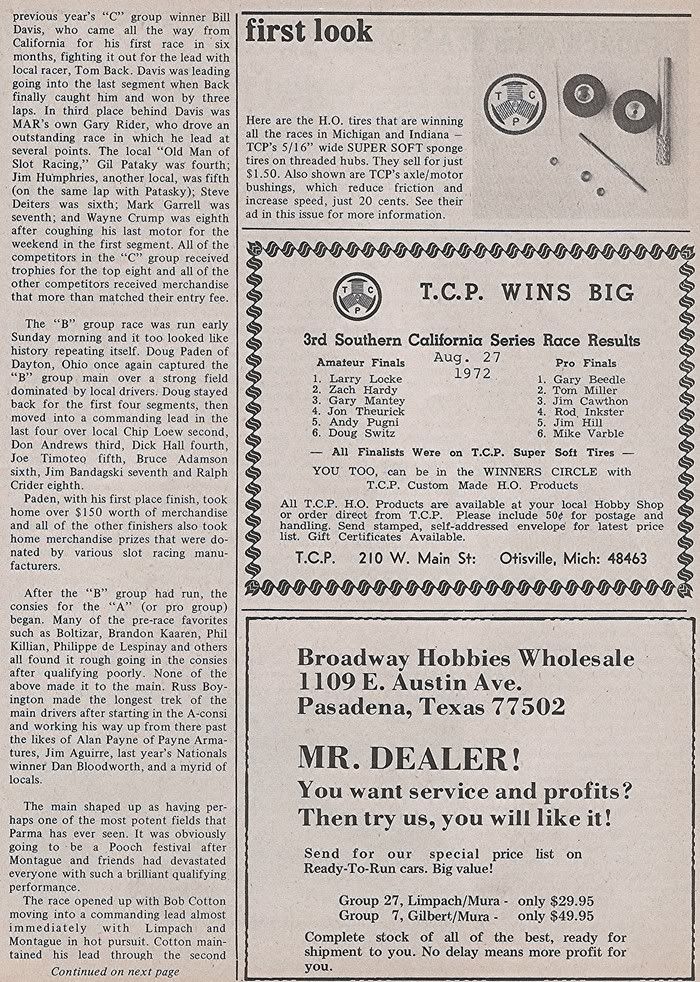 previous year's "C" group winner Bill
Davis, who came all the way from
California for his first race in six
months, fighting it out for the lead with
local racer, Tom Back. Davis was leading
going into the last segment when Back
finally caught him and won by three
laps. In third place behind Davis was
MAR's own Gary Rider, who drove an
outstanding race in which he lead at
several points. The local "Old Man of
Slot Racing," Gil Pataky was fourth;
Jim Humphries, another local, was fifth
(on the same lap with Patasky); Steve
Deiters was sixth; Mark Garrell was
seventh; and Wayne Crump was eighth
after coughing his last motor for the
weekend in the first segment. All of the
competitors in the "C" group received
trophies for the top eight and all of the
other competitors received merchandise
that more than matched their entry fee.
The "B" group race was run early
Sunday morning and it too looked like
history repeating itself. Doug Paden of
Dayton, Ohio once again captured the
"B" group main over a strong field
dominated by local drivers. Doug stayed
back for the first four segments, then
moved into a commanding lead in the
last four over local Chip Loew second,
Don Andrews third, Dick Hall fourth,
Joe Timoteo fifth, Bruce Adamson
sixth, Jim Bandagski seventh and Ralph
Crider eighth.
Paden, with his first place finish, took
home over $150 worth of merchandise
and all of the other finishers also took
home merchandise prizes that were do-
nated by various slot racing manu-
facturers.
After the "B" group had run, the
consies for the "A" (or pro group)
began. Many of the pre-race favorites
such as Boltizar, Brandon Kaaren, Phil
Killian, Philippe de Lespinay and others
all found it rough going in the consies
after qualifying poorly. None of the
above made it to the main. Russ Boy-
ington made the longest trek of the
main drivers after starting in the A-consi
and working his way up from there past
the likes of Alan Payne of Payne Arma-
tures, Jim Aguirre, last year's Nationals
winner Dan Bloodworth, and a myrid of
locals.
The main shaped up as having per-
haps one of the most potent fields that
Parma has ever seen. It was obviously
going to be a Pooch festival after
Montague and friends had devastated
everyone with such a brilliant qualifying
performance.
The race opened up with Bob Cotton
moving into a commanding lead almost
immediately with Limpach and
Montague in hot pursuit. Cotton main-
tained his lead through the second
Continued on next page
first look
Here are the H.O. tires that are winning
all the races in Michigan and Indiana –
TCP's 5/16" wide SUPER SOFT sponge
tires on threaded hubs. They sell for just
$1.50. Also shown are TCP's axle/motor
bushings, which reduce friction and
increase speed, just 20 cents. See their
ad in this issue for more information.
T C
P
T C
P
T.C.P. WINS BIG
3rd Southern California Series Race Results
Aug. 27
1972
Amateur Finals
1. Larry Locke
2. Zach Hardy
3. Gary Mantey
4. Jon Theurick
5. Andy Pugni
6. Doug Switz
Pro Finals
1. Gary Beedle
2. Tom Miller
3. Jim Cawthon
4. Rod Inkster
5. Jim Hill
6. Mike Varble
— All Finalists Were on T.C.P. Super Soft Tires —
YOU TOO, can be in the WINNERS CIRCLE with
T.C.P. Custom Made H.O. Products
All T.C.P. H.O. Products are available at your local Hobby Shop
or order direct from T.C.P. Please include 50¢ for postage and
handling. Send stamped, self-addressed envelope for latest price
list. Gift Certificates Available.
T.C.P. 210 W. Main St: Otisville, Mich: 48463
Broadway Hobbies Wholesale
1109 E. Austin Ave.
Pasadena, Texas 77502
MR. DEALER!
You want service and profits?
Then try us, you will like it!
Send for our special price list on
Ready-To-Run cars. Big value!
Group 27, Limpach/Mura - only $29.95
Group 7, Gilbert/Mura - only $49.95
Complete stock of all of the best, ready for
shipment to you. No delay means more profit for
you.